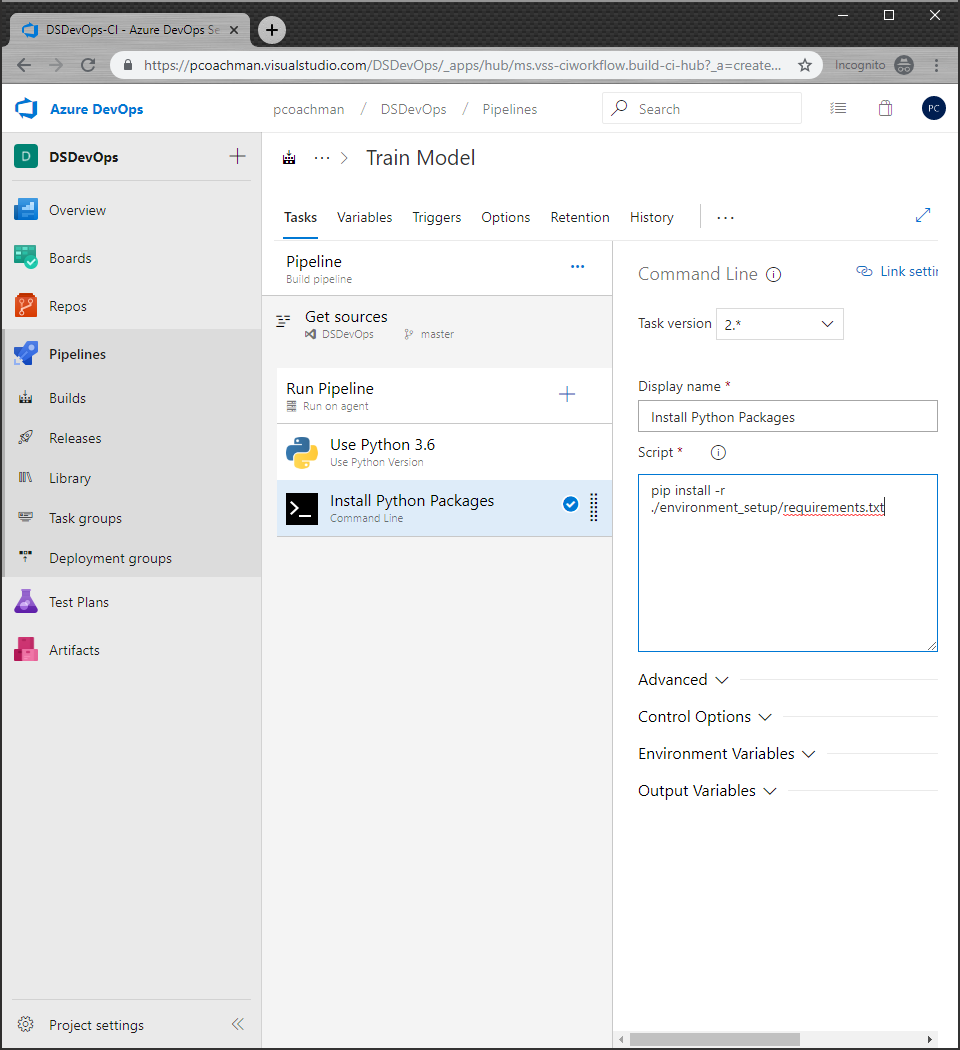 DSDevOps-CI - Azure DevOps Se
https://pcoachman.visualstudio.com/DSDevOps/_apps/hub/ms.vss-ciworkflow.build-ci-hub?_a=create...
Incognito
Azure DevOps
pcoachman / DSDevOps / Pipelines
Search
PC
D
DSDevOps
Overview
Boards
Repos
Pipelines
Builds
Releases
Library
Task groups
Deployment groups
Test Plans
Artifacts
Project settings
... > Train Model
Tasks Variables Triggers Options Retention History ...
Pipeline
Build pipeline
...
Get sources
DSDevOps master
Run Pipeline
Run on agent
Use Python 3.6
Use Python Version
Install Python Packages
Command Line
Command Line
Link settin
Task version 2.*
Display name *
Install Python Packages
Script *
pip install -r
./environment_setup/requirements.txt
Advanced
Control Options
Environment Variables
Output Variables